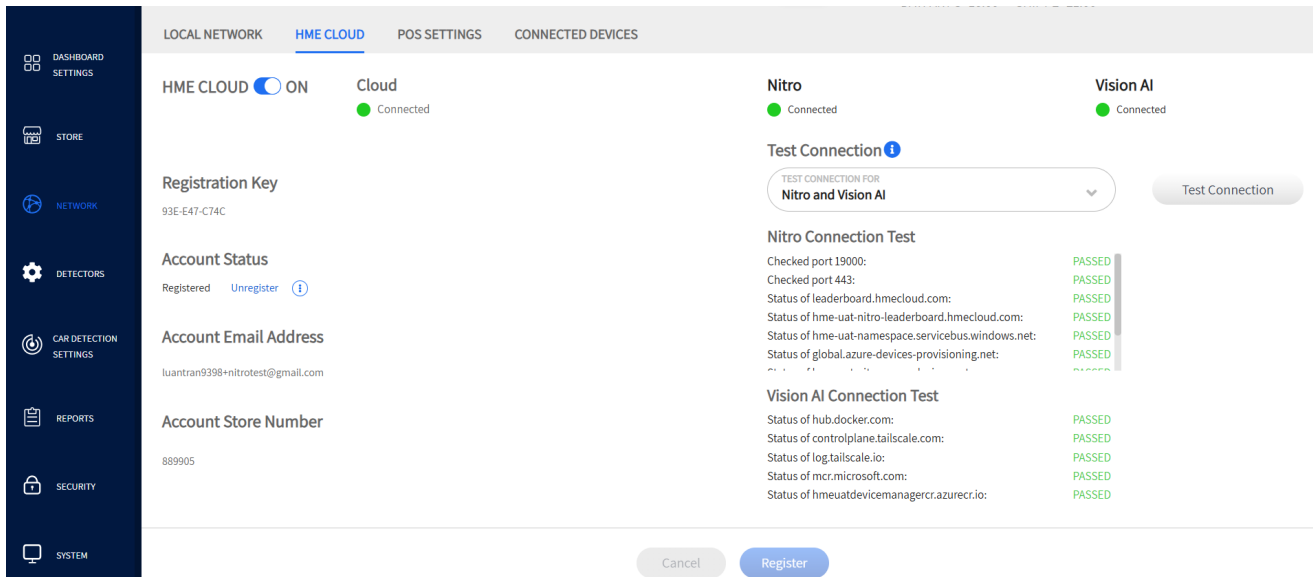 LOCAL NETWORK
HME CLOUD
POS SETTINGS
CONNECTED DEVICES
DASHBOARD
SETTINGS
STORE
NETWORK
DETECTORS
CAR DETECTION
SETTINGS
REPORTS
SECURITY
SYSTEM
HME CLOUD ON
Cloud
Connected
Registration Key
93E-E47-C74C
Account Status
Registered Unregister
Account Email Address
luantran9398+nitrotest@gmail.com
Account Store Number
889905
Nitro
Connected
Vision AI
Connected
Test Connection
TEST CONNECTION FOR
Nitro and Vision AI
Test Connection
Nitro Connection Test
Checked port 19000: PASSED
Checked port 443: PASSED
Status of leaderboard.hmecloud.com: PASSED
Status of hme-uat-nitro-leaderboard.hmecloud.com: PASSED
Status of hme-uat-namespace.servicebus.windows.net: PASSED
Status of global.azure-devices-provisioning.net: PASSED
Vision AI Connection Test
Status of hub.docker.com: PASSED
Status of controlplane.tailscale.com: PASSED
Status of log.tailscale.io: PASSED
Status of mcr.microsoft.com: PASSED
Status of hmeuatdevicemanagercr.azurecr.io: PASSED
Cancel
Register